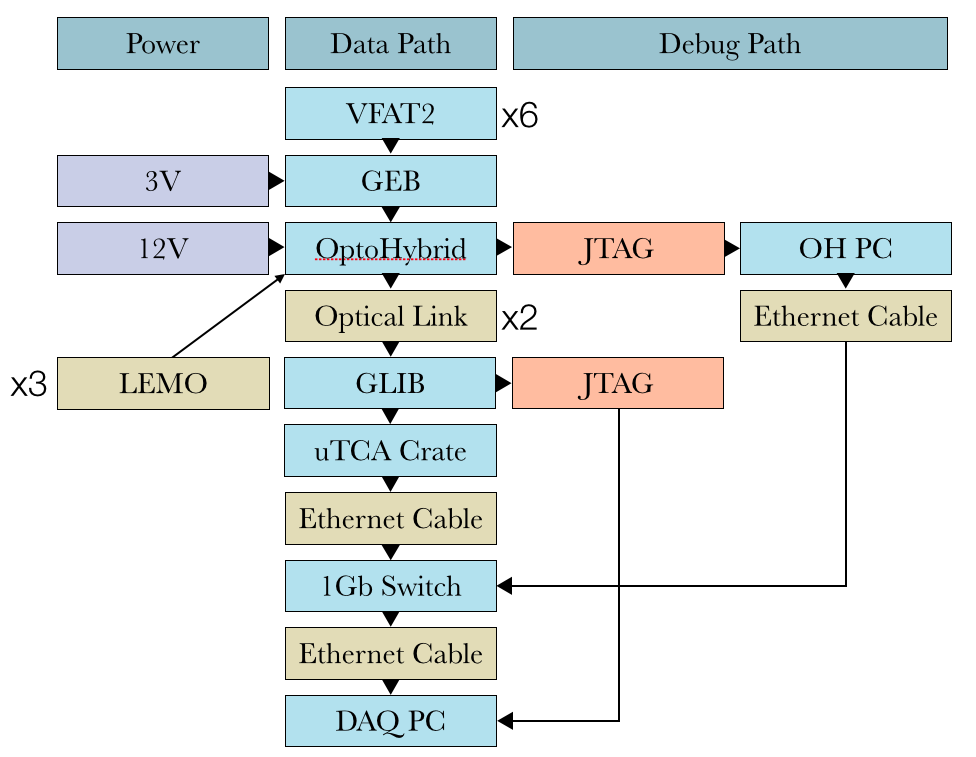 Power
Data Path
Debug Path
VFAT2
x6
3V
GEB
12V
OptoHybrid
JTAG
OH PC
Optical Link
x2
Ethernet Cable
x3
LEMO
GLIB
JTAG
uTCA Crate
Ethernet Cable
1Gb Switch
Ethernet Cable
DAQ PC